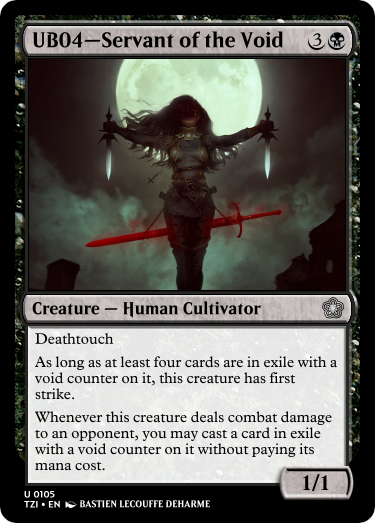 UB04—Servant of the Void 3
Creature — Human Cultivator
Deathtouch
As long as at least four cards are in exile with a
void counter on it, this creature has first
strike.
Whenever this creature deals combat damage
to an opponent, you may cast a card in exile
with a void counter on it without paying its
mana cost.
1/1
U 0105
TZI • EN BASTIEN LECOUFFE DEHARME